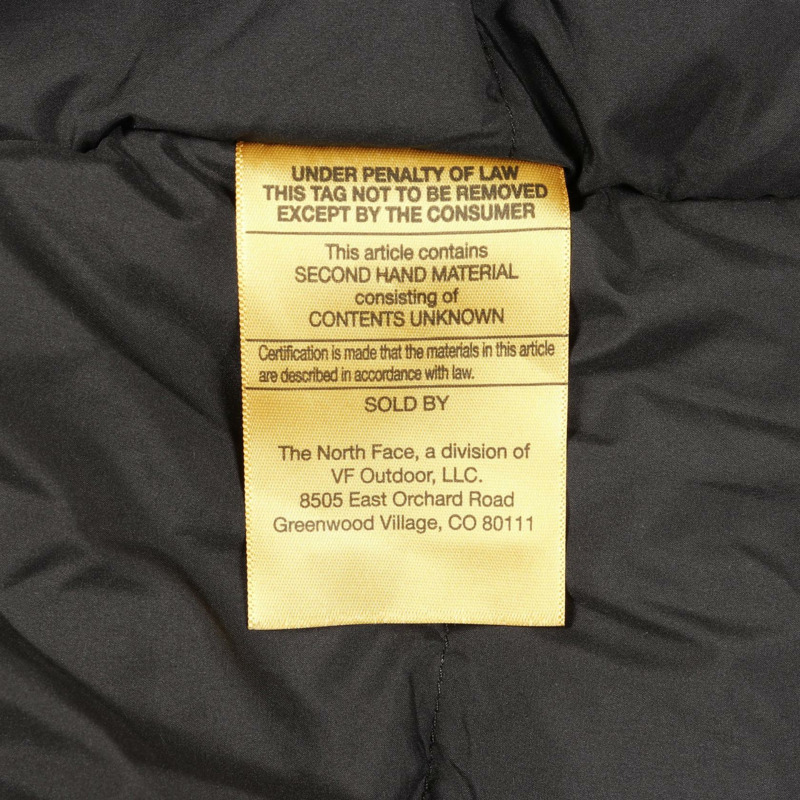 UNDER PENALTY OF LAW
THIS TAG NOT TO BE REMOVED
EXCEPT BY THE CONSUMER
This article contains
SECOND HAND MATERIAL
consisting of
CONTENTS UNKNOWN
Certification is made that the materials in this article
are described in accordance with law.
SOLD BY
The North Face, a division of
VF Outdoor, LLC.
8505 East Orchard Road
Greenwood Village, CO 80111